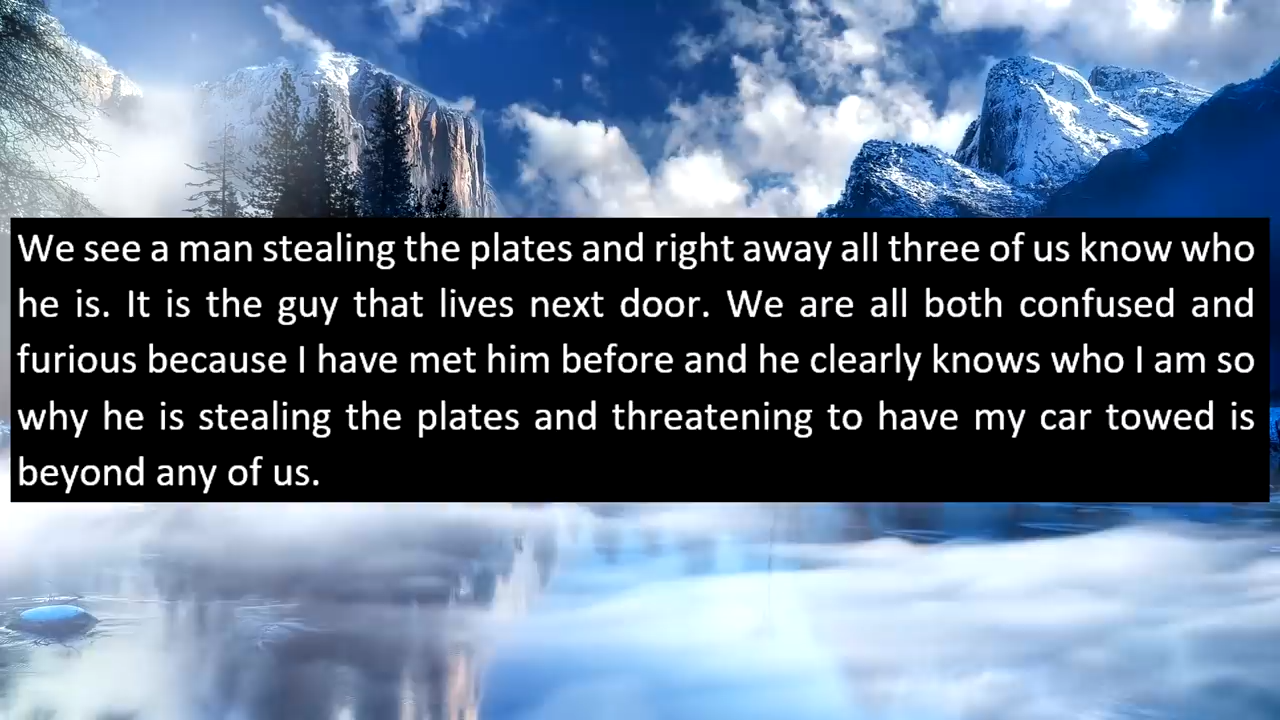 We see a man stealing the plates and right away all three of us know who
he is. It is the guy that lives next door. We are all both confused and
furious because I have met him before and he clearly knows who I am so
why he is stealing the plates and threatening to have my car towed is
beyond any of us.